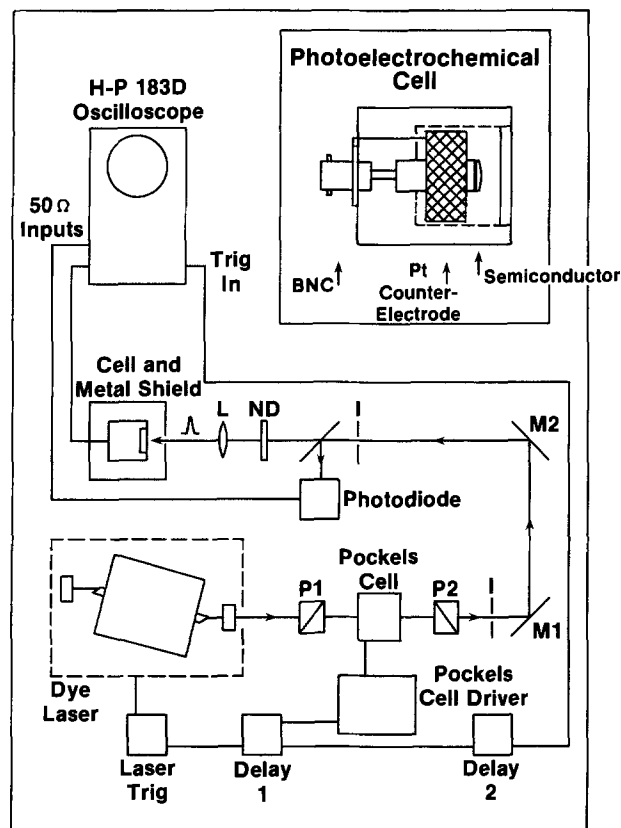 H-P 183D
Oscilloscope
50Ω
Inputs
Trig
In
Photoelectrochemical
Cell
BNC
Pt
Counter-
Electrode
Semiconductor
Cell and
Metal Shield
L
ND
I
M2
Photodiode
Pockels
Cell
P1
P2
I
M1
Dye
Laser
Pockels
Cell Driver
Laser
Trig
Delay
1
Delay
2